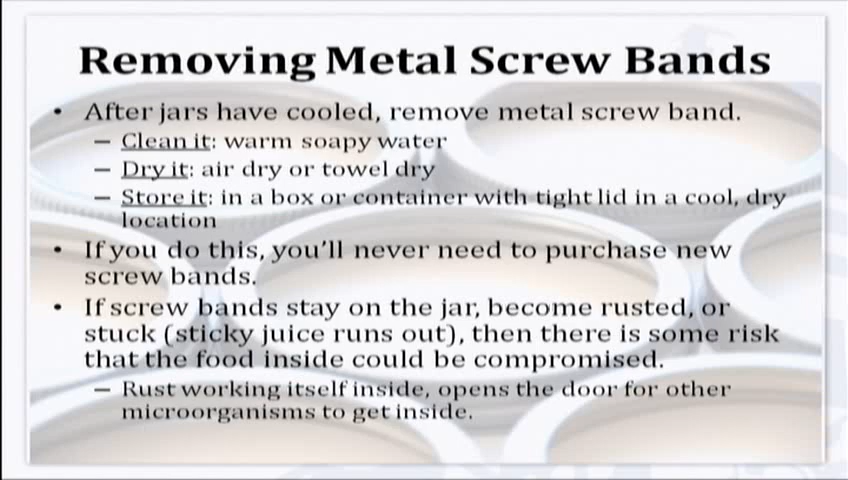 Removing Metal Screw Bands
• After jars have cooled, remove metal screw band.
– Clean it: warm soapy water
– Dry it: air dry or towel dry
– Store it: in a box or container with tight lid in a cool, dry
location
• If you do this, you'll never need to purchase new
screw bands.
• If screw bands stay on the jar, become rusted, or
stuck (sticky juice runs out), then there is some risk
that the food inside could be compromised.
– Rust working itself inside, opens the door for other
microorganisms to get inside.